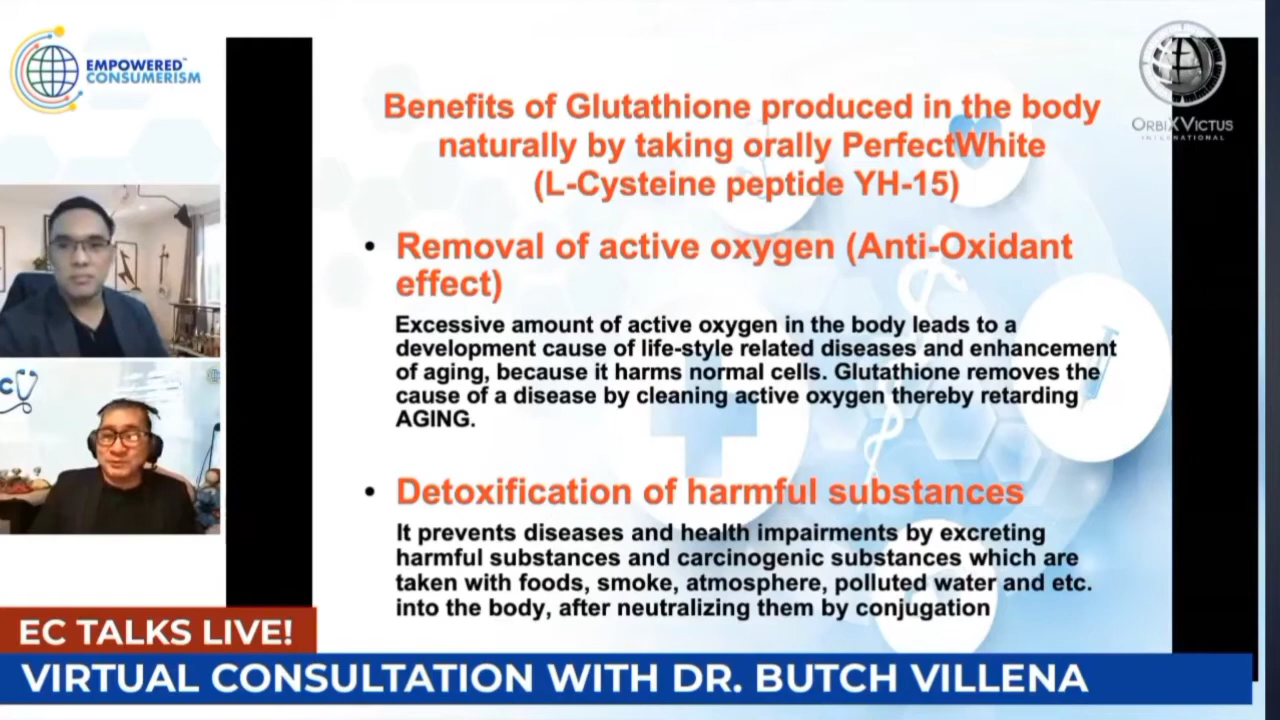 EMPOWERED™
CONSUMERISM
ORBIXVICTUS
INTERNATIONAL
Benefits of Glutathione produced in the body
naturally by taking orally PerfectWhite
(L-Cysteine peptide YH-15)
• Removal of active oxygen (Anti-Oxidant
effect)
Excessive amount of active oxygen in the body leads to a
development cause of life-style related diseases and enhancement
of aging, because it harms normal cells. Glutathione removes the
cause of a disease by cleaning active oxygen thereby retarding
AGING.
• Detoxification of harmful substances
It prevents diseases and health impairments by excreting
harmful substances and carcinogenic substances which are
taken with foods, smoke, atmosphere, polluted water and etc.
into the body, after neutralizing them by conjugation
C
EC TALKS LIVE!
VIRTUAL CONSULTATION WITH DR. BUTCH VILLENA